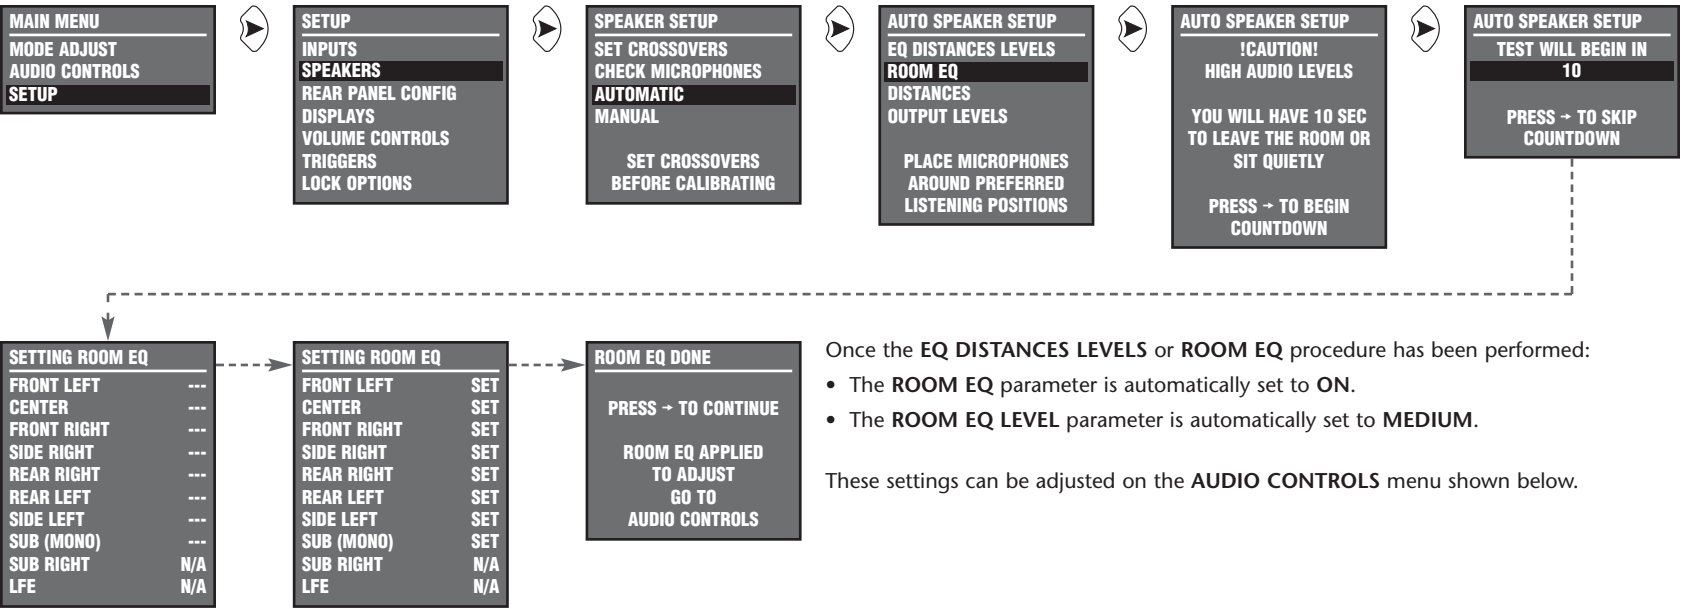 MAIN MENU
MODE ADJUST
AUDIO CONTROLS
SETUP
SETUP
INPUTS
SPEAKERS
REAR PANEL CONFIG
DISPLAYS
VOLUME CONTROLS
TRIGGERS
LOCK OPTIONS
SPEAKER SETUP
SET CROSSOVERS
CHECK MICROPHONES
AUTOMATIC
MANUAL
SET CROSSOVERS
BEFORE CALIBRATING
AUTO SPEAKER SETUP
EQ DISTANCES LEVELS
ROOM EQ
DISTANCES
OUTPUT LEVELS
PLACE MICROPHONES
AROUND PREFERRED
LISTENING POSITIONS
AUTO SPEAKER SETUP
!CAUTION!
HIGH AUDIO LEVELS
YOU WILL HAVE 10 SEC
TO LEAVE THE ROOM OR
SIT QUIETLY
PRESS → TO BEGIN
COUNTDOWN
AUTO SPEAKER SETUP
TEST WILL BEGIN IN
10
PRESS → TO SKIP
COUNTDOWN
SETTING ROOM EQ
FRONT LEFT ---
CENTER ---
FRONT RIGHT ---
SIDE RIGHT ---
REAR RIGHT ---
REAR LEFT ---
SIDE LEFT ---
SUB (MONO) ---
SUB RIGHT N/A
LFE N/A
SETTING ROOM EQ
FRONT LEFT SET
CENTER SET
FRONT RIGHT SET
SIDE RIGHT SET
REAR RIGHT SET
REAR LEFT SET
SIDE LEFT SET
SUB (MONO) SET
SUB RIGHT N/A
LFE N/A
ROOM EQ DONE
PRESS → TO CONTINUE
ROOM EQ APPLIED
TO ADJUST
GO TO
AUDIO CONTROLS
Once the EQ DISTANCES LEVELS or ROOM EQ procedure has been performed:
• The ROOM EQ parameter is automatically set to ON.
• The ROOM EQ LEVEL parameter is automatically set to MEDIUM.
These settings can be adjusted on the AUDIO CONTROLS menu shown below.